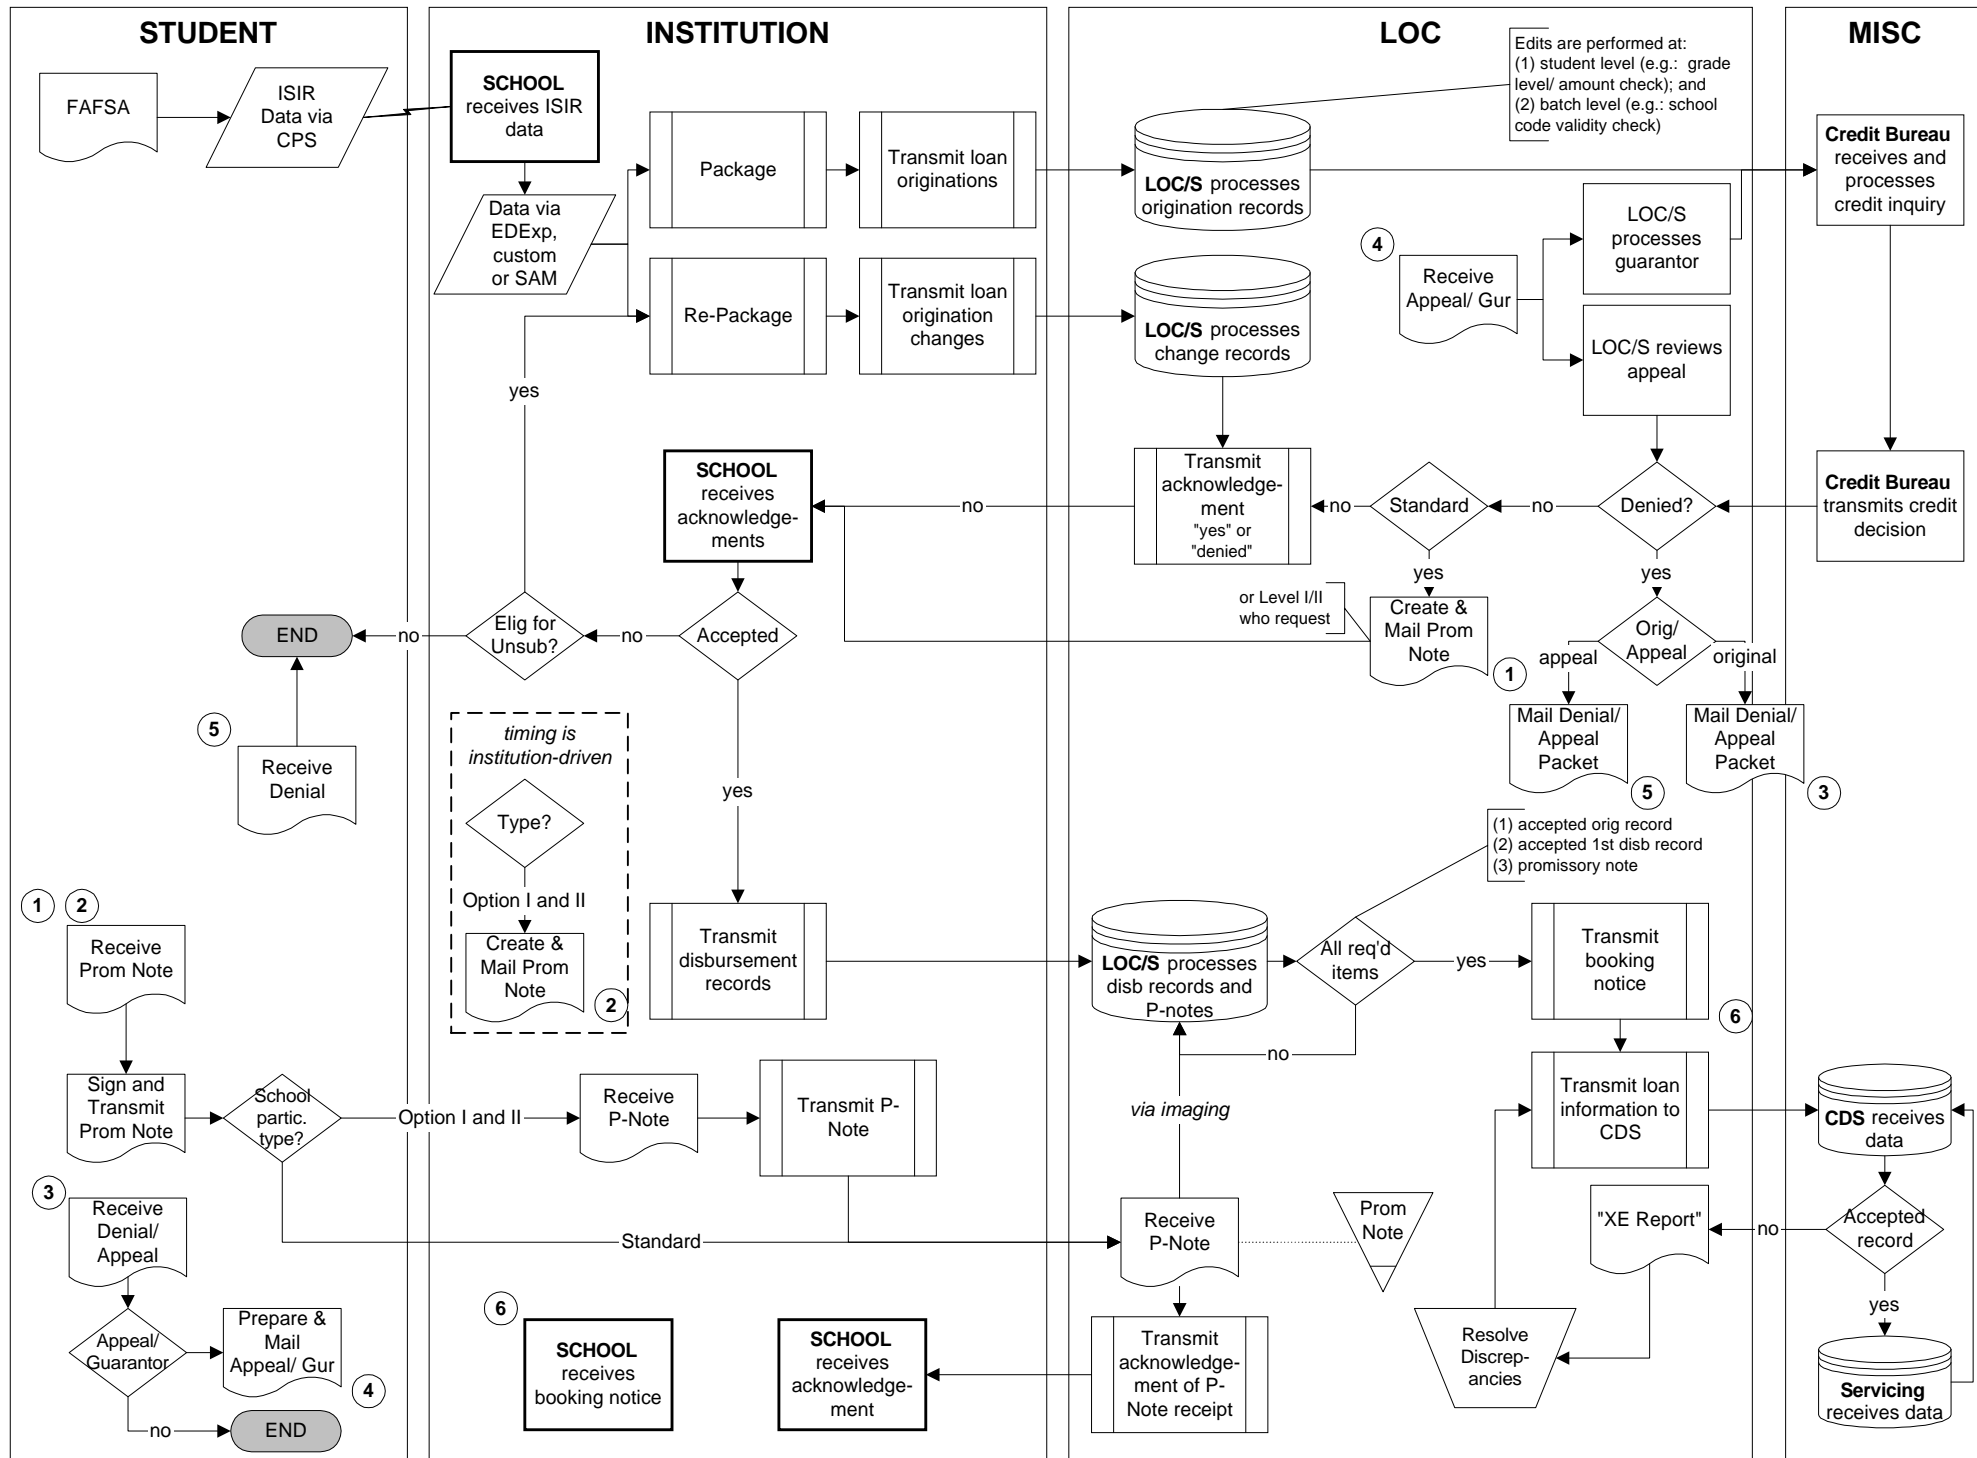 STUDENT
FAFSA
ISIR
Data via
CPS
END
5
Receive
Denial
1
2
Receive
Prom Note
Sign and
Transmit
Prom Note
School
partic.
type?
3
Receive
Denial/
Appeal
Appeal/
Guarantor
Prepare &
Mail
Appeal/ Gur
4
no
END
INSTITUTION
SCHOOL
receives ISIR
data
Data via
EDExp,
custom
or SAM
Package
Transmit loan
originations
Re-Package
Transmit loan
origination
changes
yes
SCHOOL
receives
acknowledge-
ments
no
Elig for
Unsub?
no
Accepted
timing is
institution-driven
Type?
Option I and II
Create &
Mail Prom
Note
2
yes
Transmit
disbursement
records
Option I and II
Receive
P-Note
Transmit P-
Note
Standard
6
SCHOOL
receives
booking notice
SCHOOL
receives
acknowledge-
ment
LOC
Edits are performed at:
(1) student level (e.g.: grade
level/ amount check); and
(2) batch level (e.g.: school
code validity check)
LOC/S processes
origination records
LOC/S
processes
guarantor
4
Receive
Appeal/ Gur
LOC/S processes
change records
LOC/S reviews
appeal
no
Transmit
acknowledge-
ment
"yes" or
"denied"
no
Standard
no
Denied?
yes
yes
or Level I/II
who request
Create &
Mail Prom
Note
1
Orig/
Appeal
appeal
original
Mail Denial/
Appeal
Packet
5
Mail Denial/
Appeal
Packet
3
(1) accepted orig record
(2) accepted 1st disb record
(3) promissory note
LOC/S processes
disb records and
P-notes
All req'd
items
yes
Transmit
booking
notice
6
no
via imaging
Transmit loan
information to
CDS
Receive
P-Note
Prom
Note
"XE Report"
no
Transmit
acknowledge-
ment of P-
Note receipt
Resolve
Discrep-
ancies
MISC
Credit Bureau
receives and
processes
credit inquiry
Credit Bureau
transmits credit
decision
CDS receives
data
Accepted
record
yes
Servicing
receives data